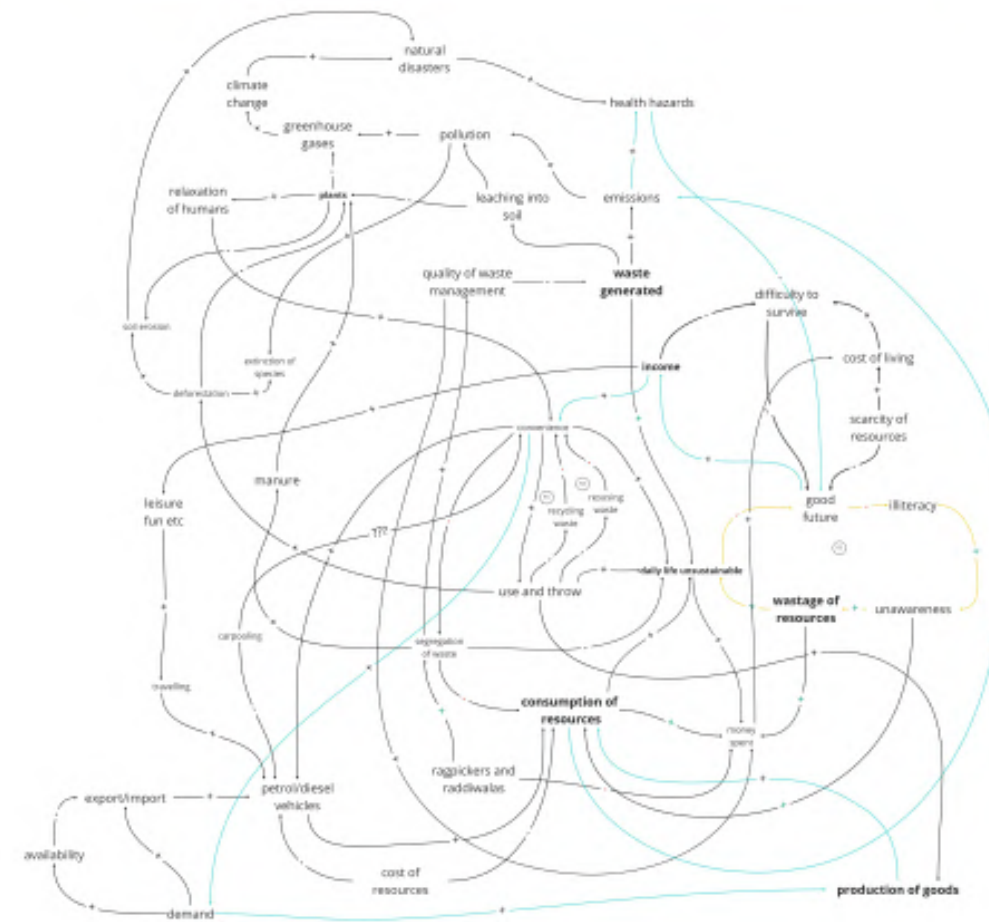 natural
disasters
climate
change
health hazards
greenhouse
gases
pollution
relaxation
of humans
plants
leaching into
soil
emissions
quality of waste
management
waste
generated
difficulty to
survive
soil erosion
extinction of
species
income
cost of living
deforestation
convenience
scarcity of
resources
manure
leisure
fun etc
recycling
waste
reusing
waste
good
future
illiteracy
???
use and throw
daily life unsustainable
wastage of
resources
unawareness
carpooling
segregation
of waste
travelling
consumption of
resources
money
spent
ragpickers and
raddiwalas
export/import
petrol/diesel
vehicles
availability
cost of
resources
production of goods
demand